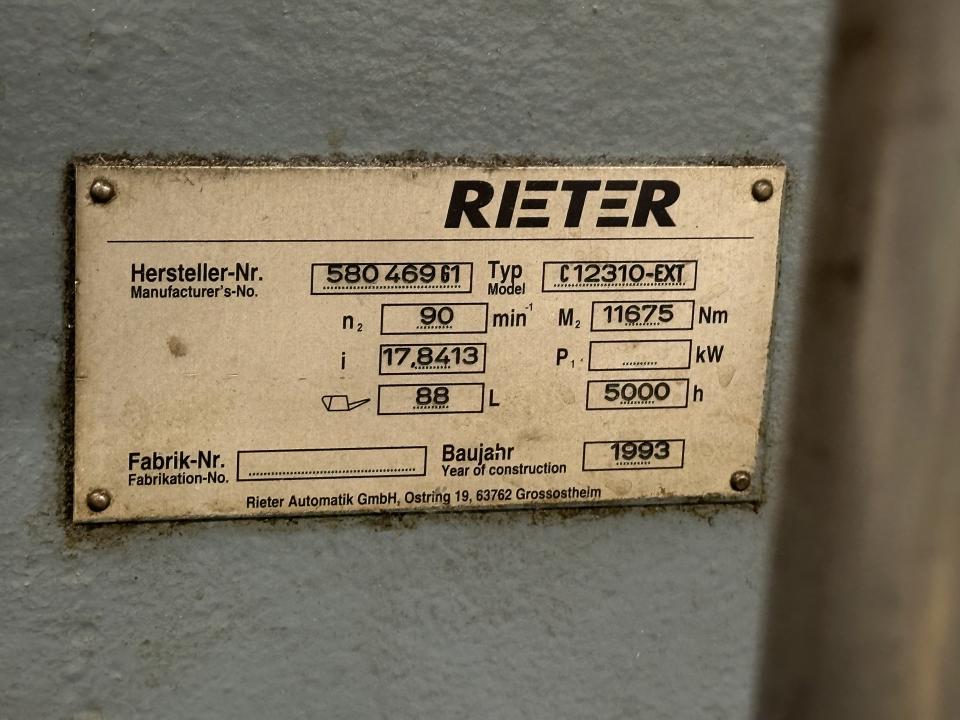 RIETER
Hersteller-Nr. 580 469 G1 Typ C12310-EXT
Manufacturer's-No. Model
n2 90 min-1 M2 11675 Nm
i 17,8413 P1. kW
88 L 5000 h
Fabrik-Nr. Baujahr 1993
Fabrikation-No. Year of construction
Rieter Automatik GmbH, Ostring 19, 63762 Grossostheim